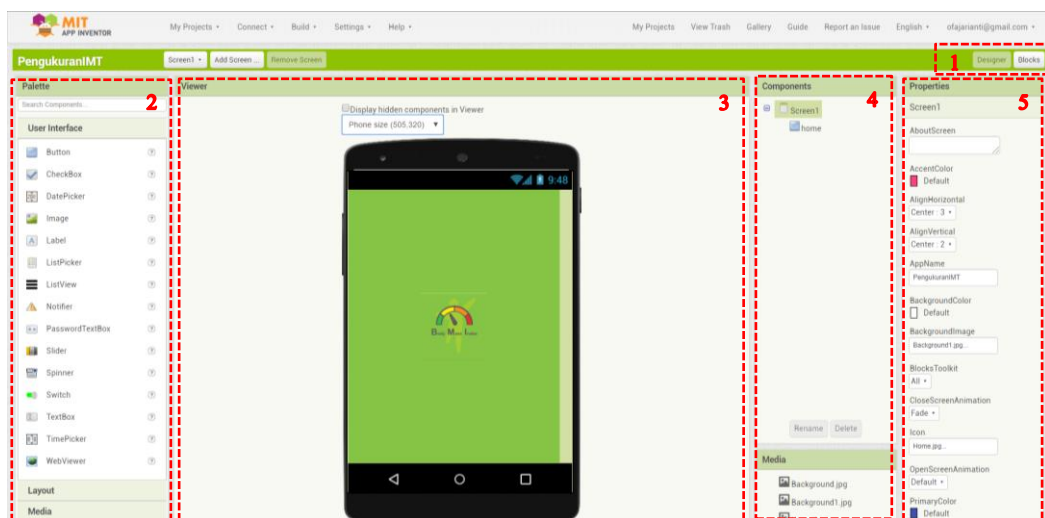 MIT
APP INVENTOR
My Projects Connect Build Settings Help
My Projects View Trash Gallery Guide Report an Issue English ofajarianti@gmail.com
PengukuranIMT
Screen1 Add Screen ... Remove Screen
1
Designer Blocks
Palette
Search Components...
2
User Interface
Button
CheckBox
DatePicker
Image
Label
ListPicker
ListView
Notifier
PasswordTextBox
Slider
Spinner
Switch
TextBox
TimePicker
WebViewer
Layout
Media
Viewer
3
Display hidden components in Viewer
Phone size (505,320)
9:48
Body Mass Index
Components
4
Screen1
home
Rename Delete
Media
Background.jpg
Background1.jpg
Properties
5
Screen1
AboutScreen
AccentColor
Default
AlignHorizontal
Center : 3
AlignVertical
Center : 2
AppName
PengukuranIMT
BackgroundColor
Default
BackgroundImage
Background1.jpg...
BlocksToolkit
All
CloseScreenAnimation
Fade
Icon
Home.jpg...
OpenScreenAnimation
Default
PrimaryColor
Default